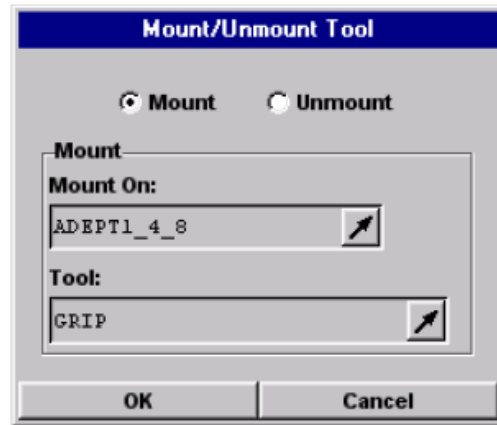 Mount/Unmount Tool
Mount Unmount
Mount
Mount On:
ADEPT1_4_8
Tool:
GRIP
OK Cancel